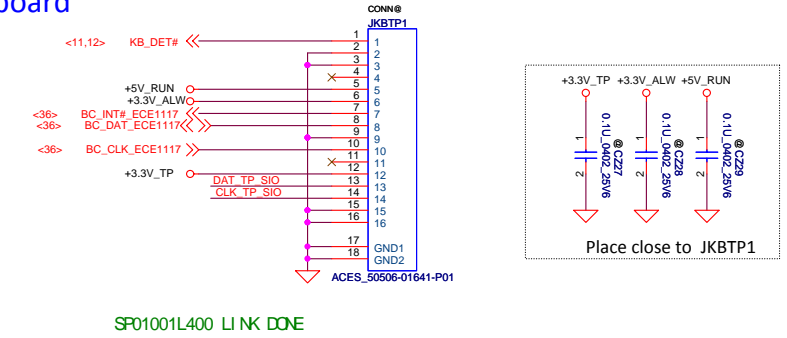 board
CONN@
JKBTP1
<11,12> KB_DET# 1 1
2 2
3 3
4 4
+5V_RUN 5 5
+3.3V_ALW 6 6
<36> BC_INT#_ECE1117 7 7
<36> BC_DAT_ECE1117 8 8
9 9
<36> BC_CLK_ECE1117 10 10
11 11
+3.3V_TP 12 12
DAT_TP_SIO 13 13
CLK_TP_SIO 14 14
15 15
16 16
17 GND1
18 GND2
ACES_50506-01641-P01
SP01001L400 LINK DONE
+3.3V_TP +3.3V_ALW +5V_RUN
1 2 @CZ27 0.1U_0402_25V6
1 2 @CZ28 0.1U_0402_25V6
1 2 @CZ29 0.1U_0402_25V6
Place close to JKBTP1